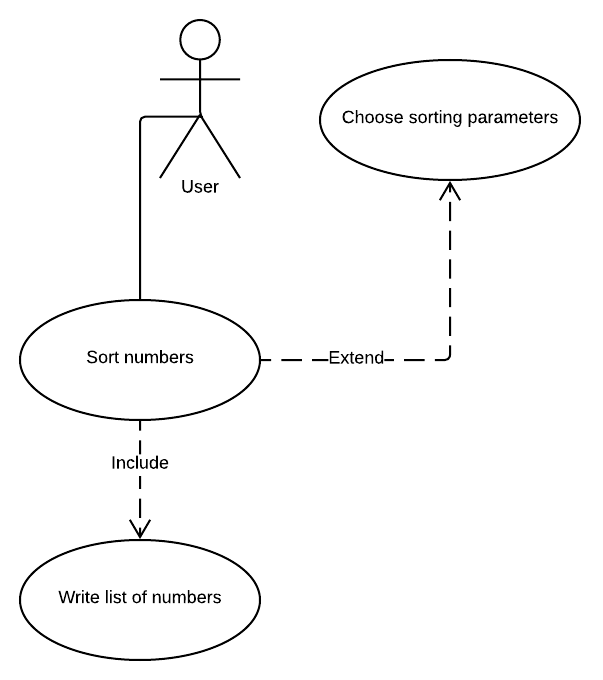 Choose sorting parameters
User
Sort numbers
Extend
Include
Write list of numbers